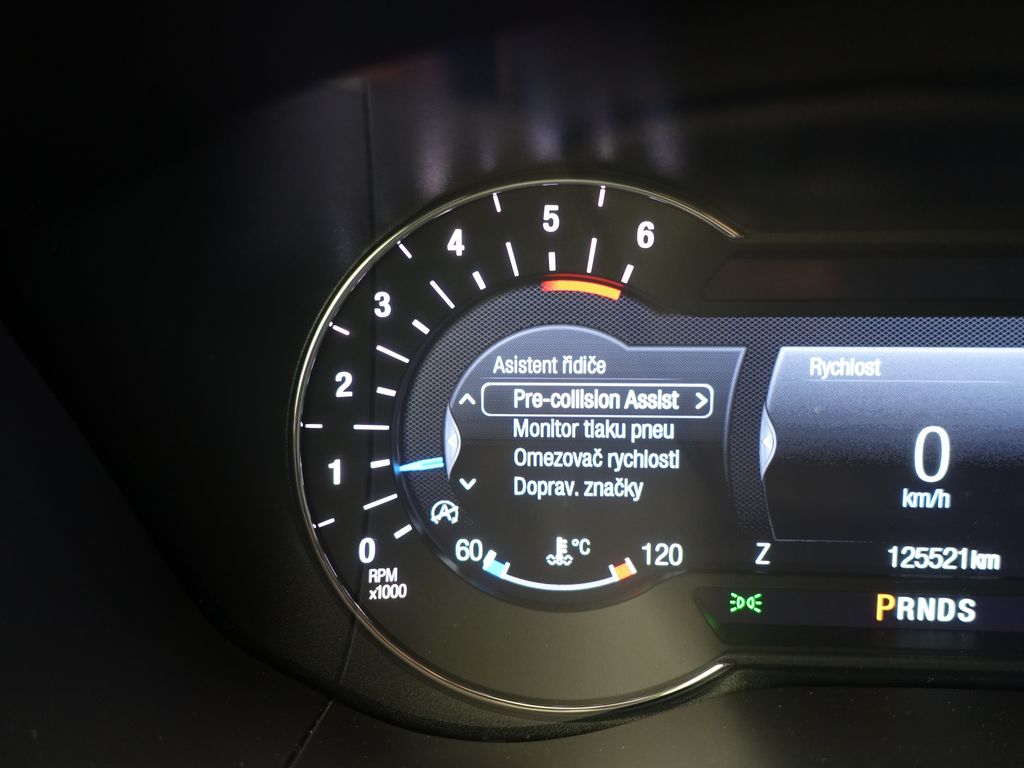 6
5
4
3
2
1
0
RPM
x1000
Asistent řidiče
Pre-collision Assist >
Monitor tlaku pneu
Omezovač rychlosti
Doprav. značky
A
60 °C 120
Rychlost
0
km/h
Z 125521km
PRNDS